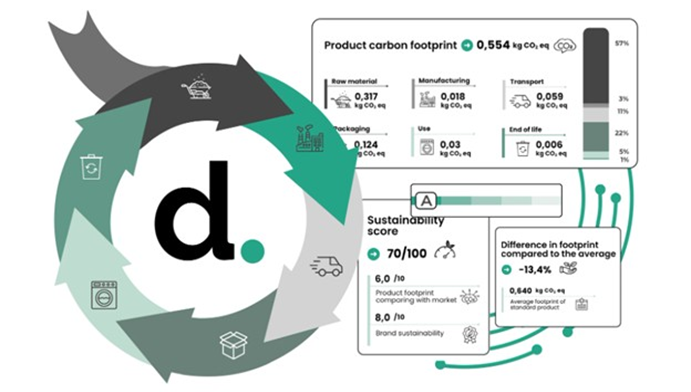 d.
Product carbon footprint 0,554 kg CO₂ eq
CO₂
57%
3%
11%
22%
5%
1%
Raw material
0,317
kg CO₂ eq
Manufacturing
0,018
kg CO₂ eq
Transport
0,059
kg CO₂ eq
Packaging
0,124
kg CO₂ eq
Use
0,03
kg CO₂ eq
End of life
0,006
kg CO₂ eq
A
Sustainability
score
70/100
6,0 /10
Product footprint
comparing with market
8,0 /10
Brand sustainability
Difference in footprint
compared to the average
-13,4%
0,640 kg CO₂ eq
Average footprint of
standard product